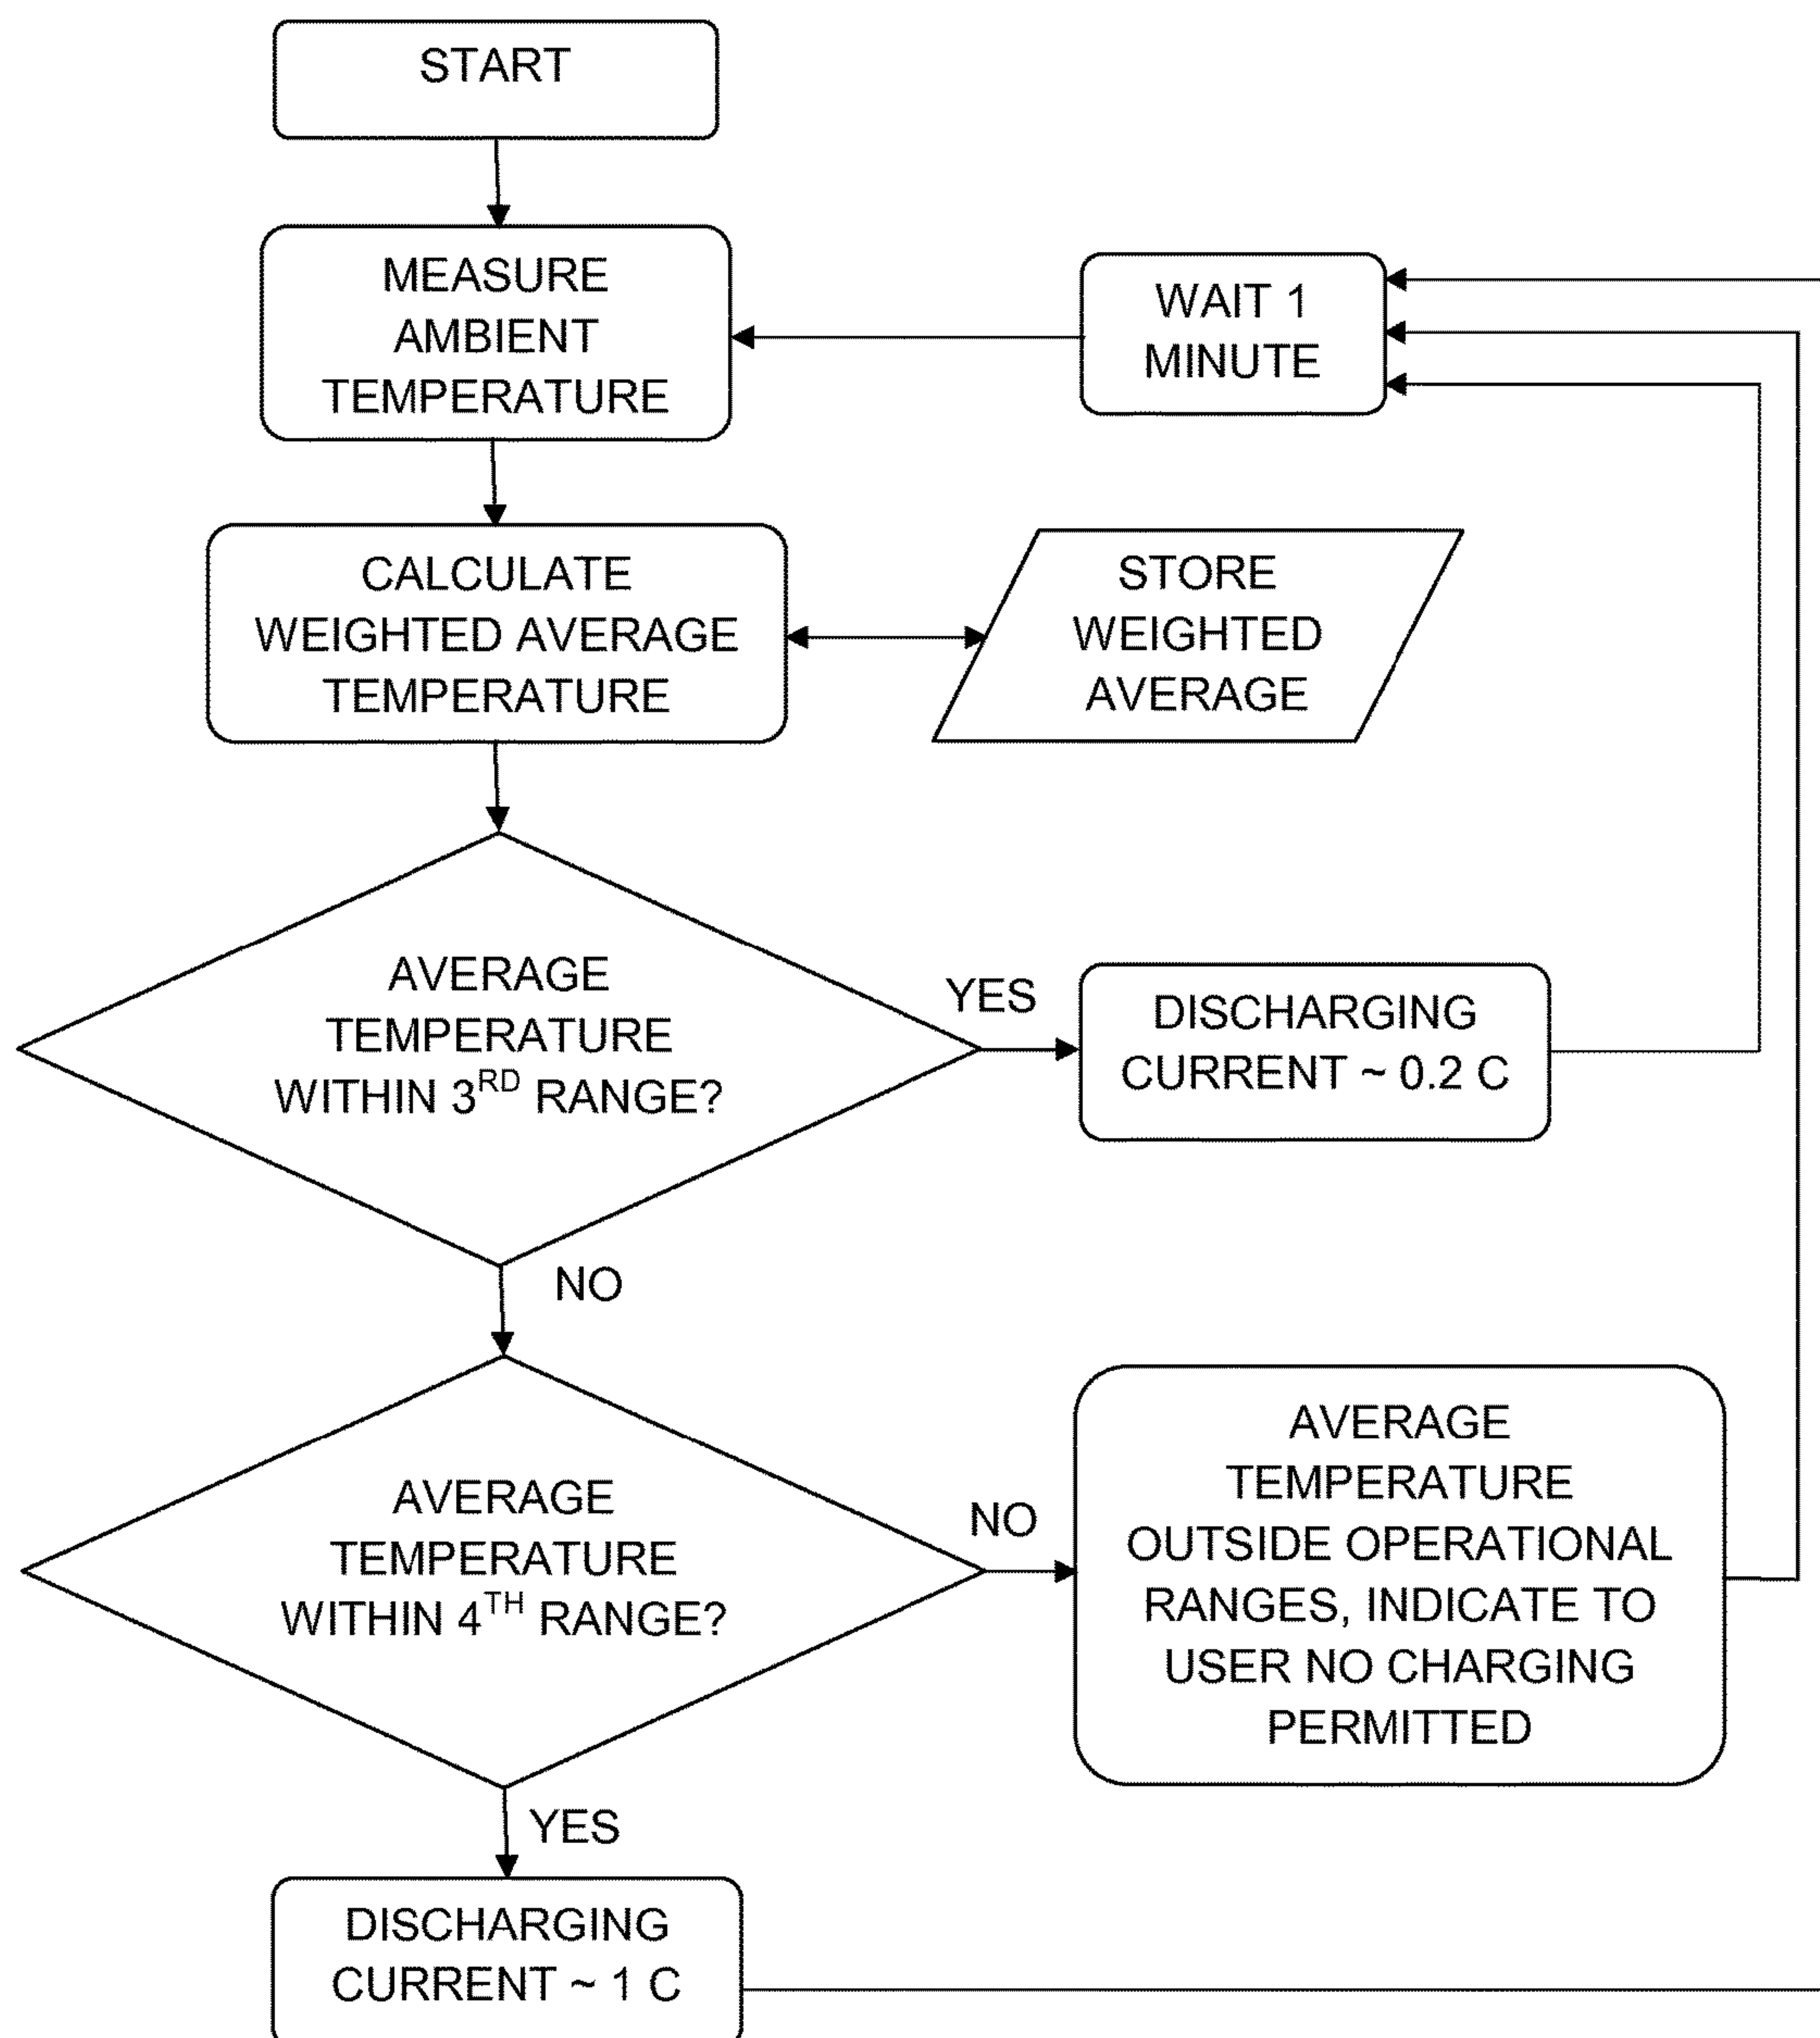 START
MEASURE
AMBIENT
TEMPERATURE
WAIT 1
MINUTE
CALCULATE
WEIGHTED AVERAGE
TEMPERATURE
STORE
WEIGHTED
AVERAGE
AVERAGE
TEMPERATURE
WITHIN 3RD RANGE?
YES
DISCHARGING
CURRENT ~ 0.2 C
NO
AVERAGE
TEMPERATURE
WITHIN 4TH RANGE?
NO
AVERAGE
TEMPERATURE
OUTSIDE OPERATIONAL
RANGES, INDICATE TO
USER NO CHARGING
PERMITTED
YES
DISCHARGING
CURRENT ~ 1 C